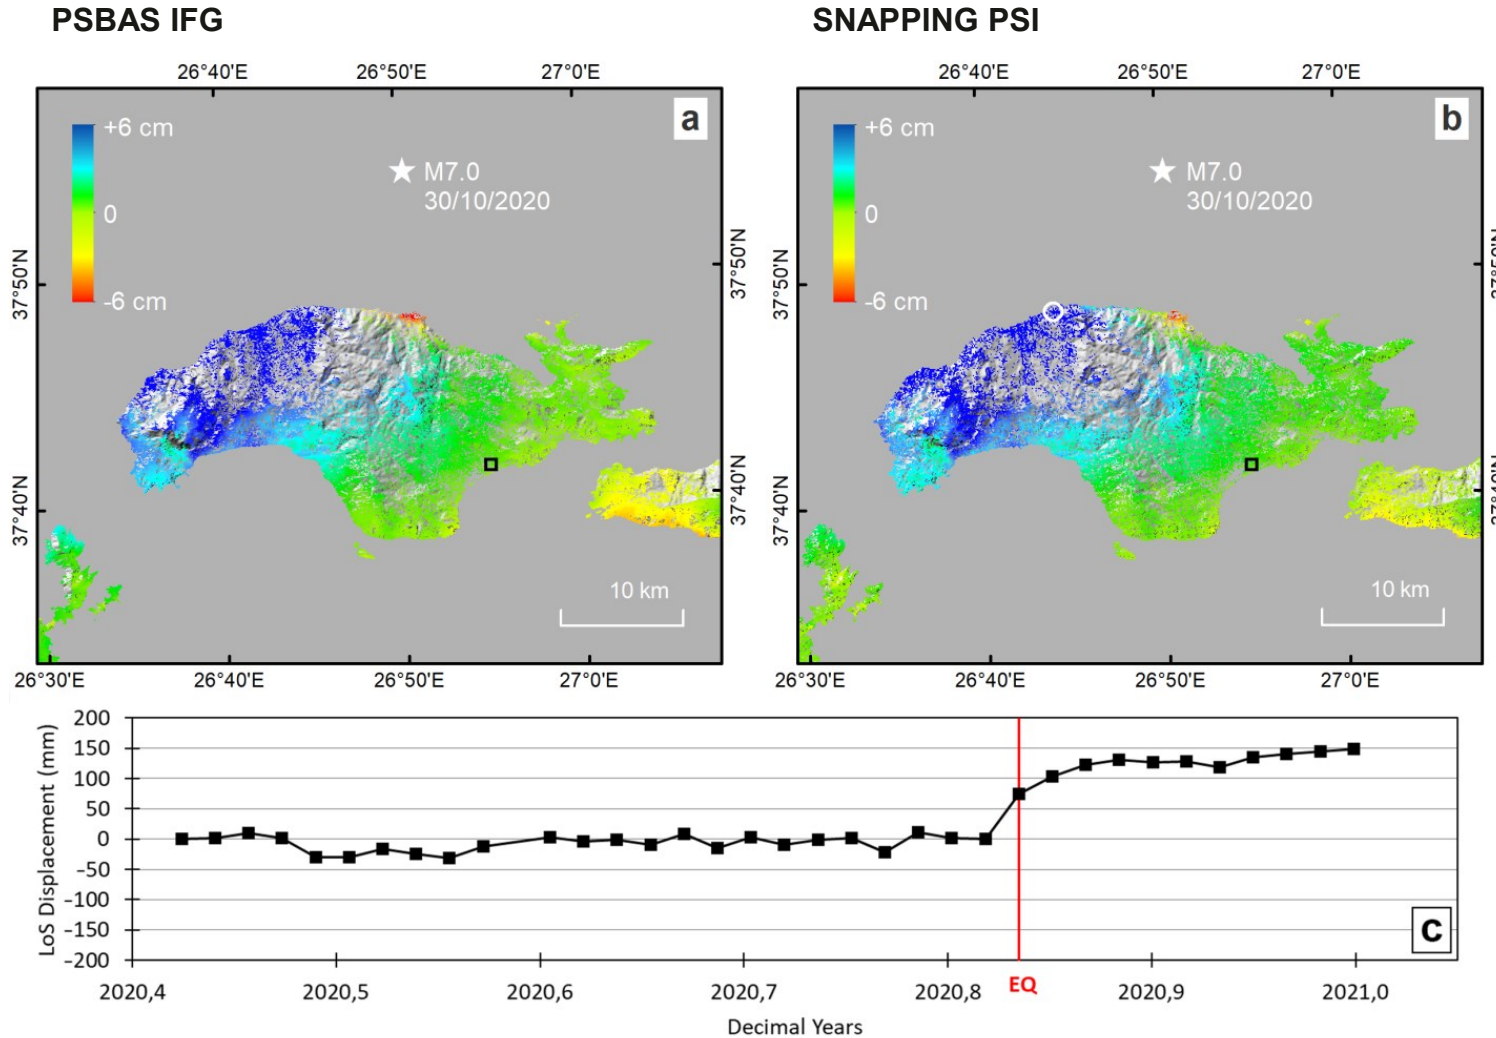 PSBAS IFG
SNAPPING PSI
26°40'E 26°50'E 27°0'E
26°40'E 26°50'E 27°0'E
+6 cm
0
-6 cm
M7.0
30/10/2020
a
37°50'N
37°40'N
37°50'N
37°40'N
10 km
26°30'E 26°40'E 26°50'E 27°0'E
+6 cm
0
-6 cm
M7.0
30/10/2020
b
37°50'N
37°40'N
10 km
26°30'E 26°40'E 26°50'E 27°0'E
LoS Displacement (mm)
200
150
100
50
0
-50
-100
-150
-200
c
2020,4 2020,5 2020,6 2020,7 2020,8 EQ 2020,9 2021,0
Decimal Years